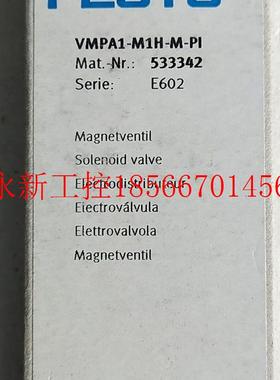 FESTO
VMPA1-M1H-M-PI
Mat.-Nr.: 533342
Serie: E602
Magnetventil
Solenoid valve
Electrodistributeur
永新工控18566701456
Electroválvula
Elettrovalvola
Magnetventil